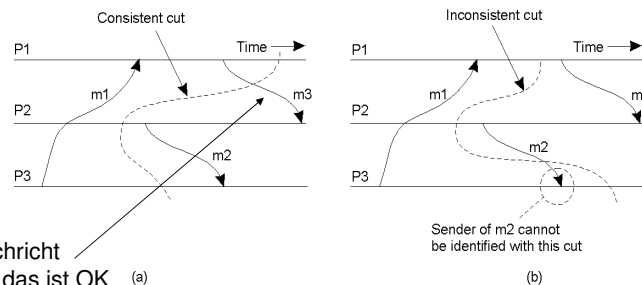 Consistent cut
Time
P1
m1
m3
P2
m2
P3
(a)
Inconsistent cut
Time
P1
m1
m
P2
m2
P3
Sender of m2 cannot
be identified with this cut
(b)
das ist OK